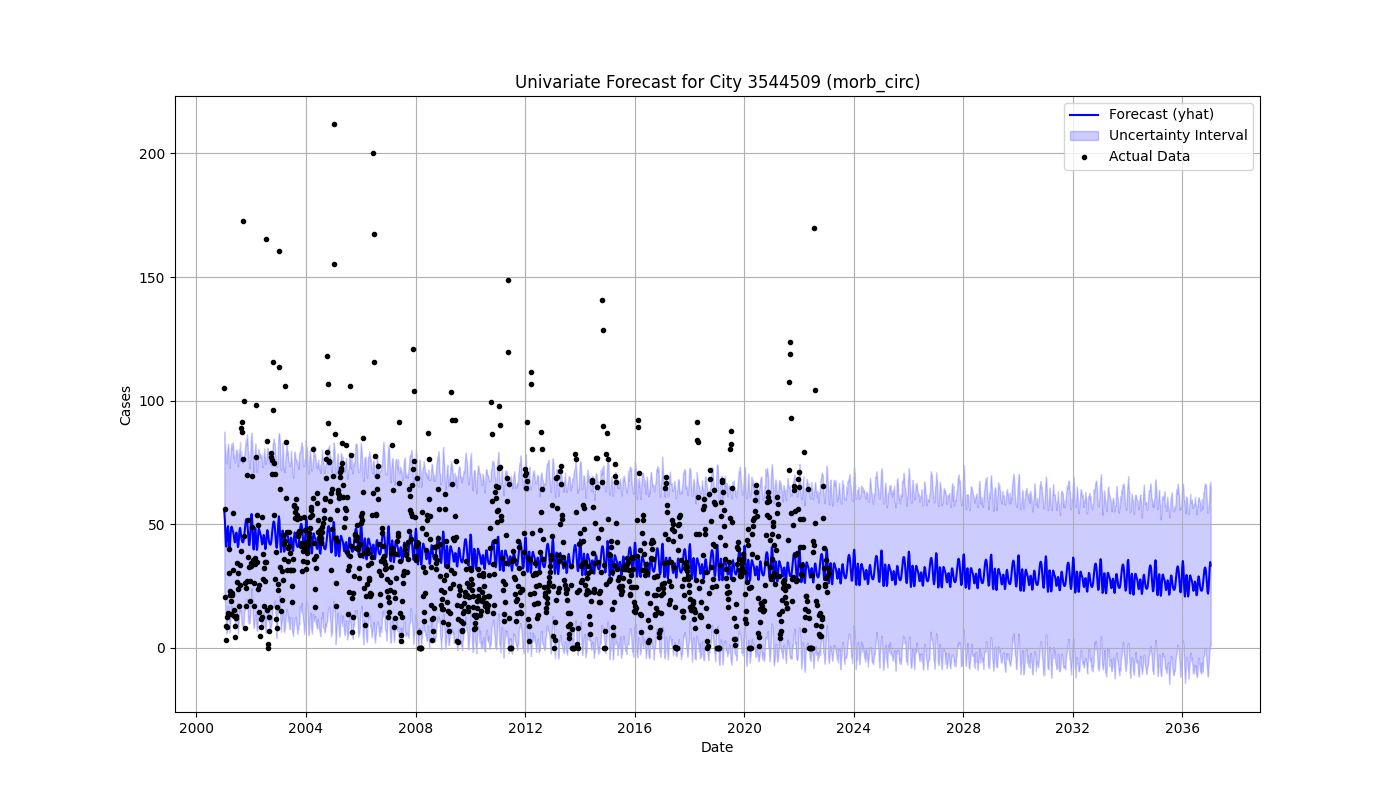 Univariate Forecast for City 3544509 (morb_circ)
Forecast (yhat)
Uncertainty Interval
Actual Data
200
150
100
50
0
Cases
2000 2004 2008 2012 2016 2020 2024 2028 2032 2036
Date